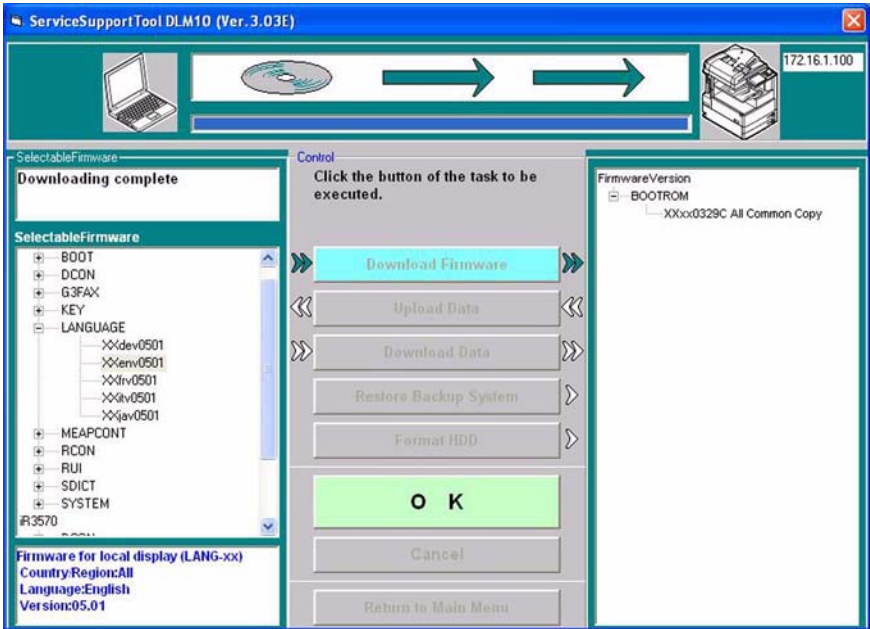 ServiceSupportTool DLM10 (Ver.3.03E)
172.16.1.100
SelectableFirmware
Downloading complete
SelectableFirmware
BOOT
DCON
G3FAX
KEY
LANGUAGE
XXdev0501
XXenv0501
XXfrv0501
XXitv0501
XXjav0501
MEAPCONT
RCON
RUI
SDICT
SYSTEM
iR3570
Firmware for local display (LANG-xx)
Country/Region:All
Language:English
Version:05.01
Control
Click the button of the task to be
executed.
Download Firmware
Upload Data
Download Data
Restore Backup System
Format HDD
O K
Cancel
Return to Main Menu
FirmwareVersion
BOOTROM
XXxx0329C All Common Copy